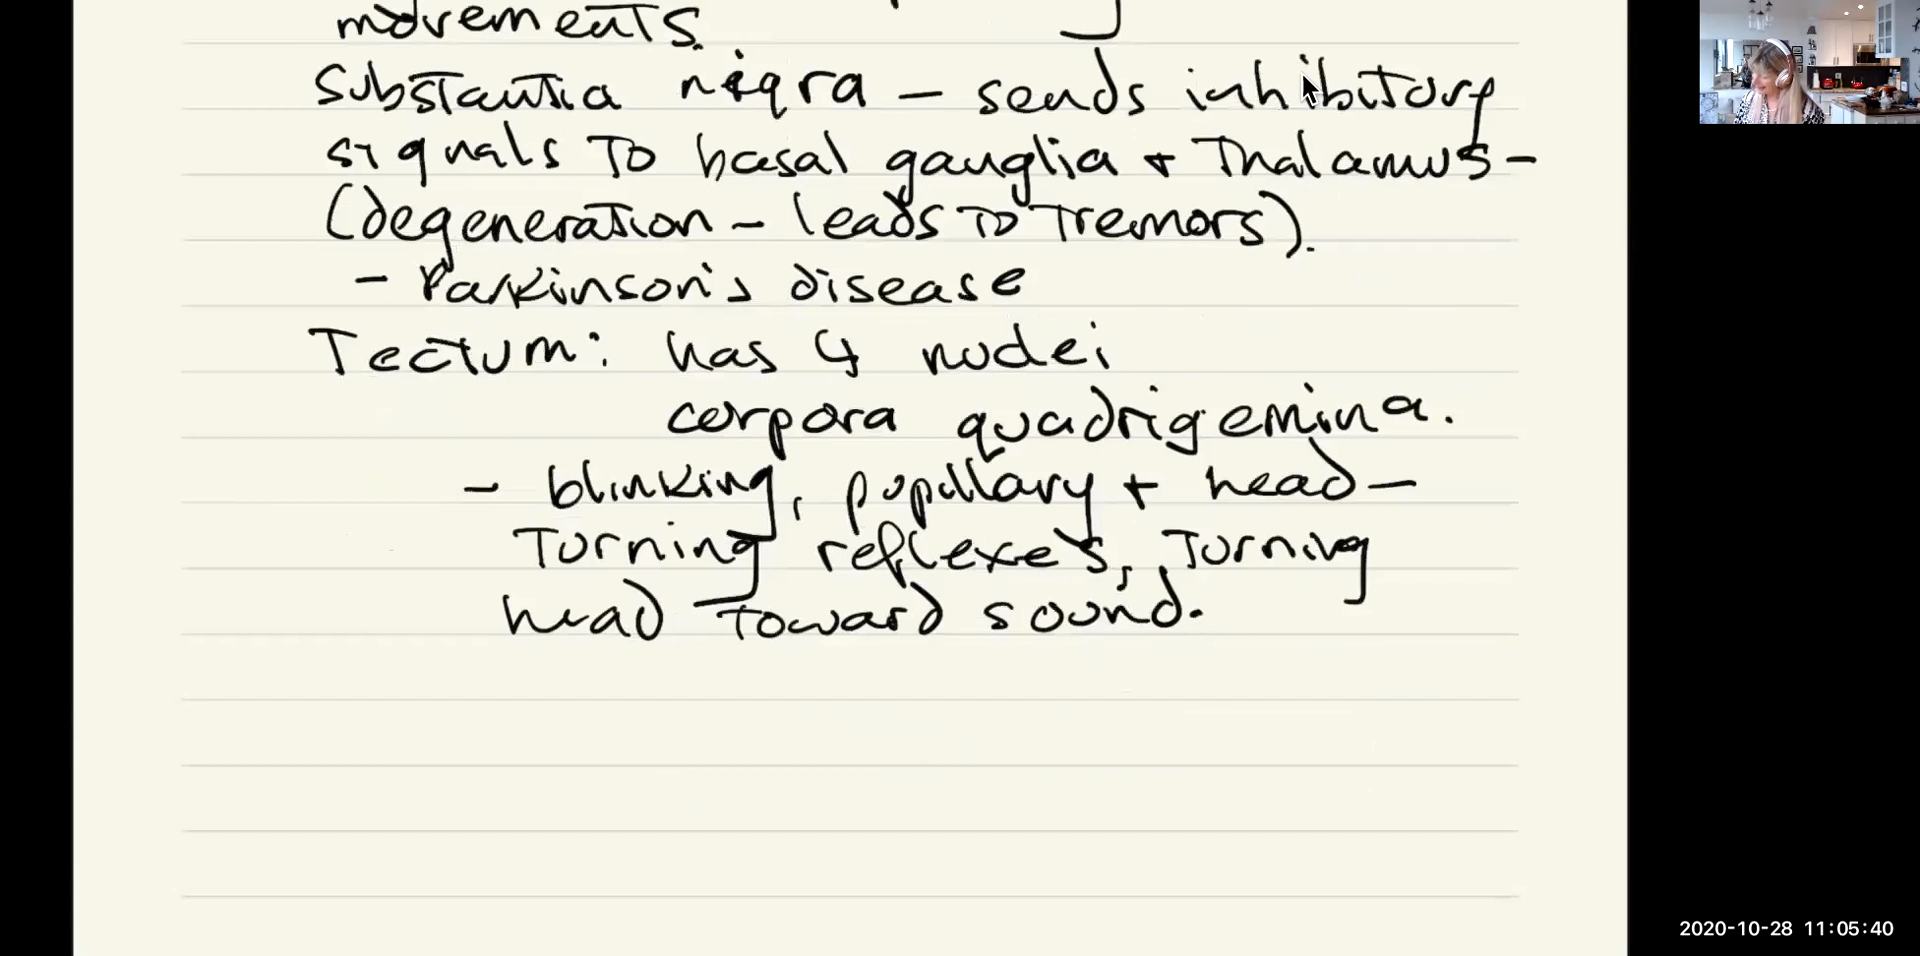 movements.
Substantia nigra - sends inhibitory
signals to basal ganglia + Thalamus -
(degeneration - leads to tremors).
- Parkinson's disease
Tectum: has 4 nuclei
corpora quadrigemina.
- blinking, pupillary + head-
turning reflexes, turning
head toward sound.
2020-10-28 11:05:40